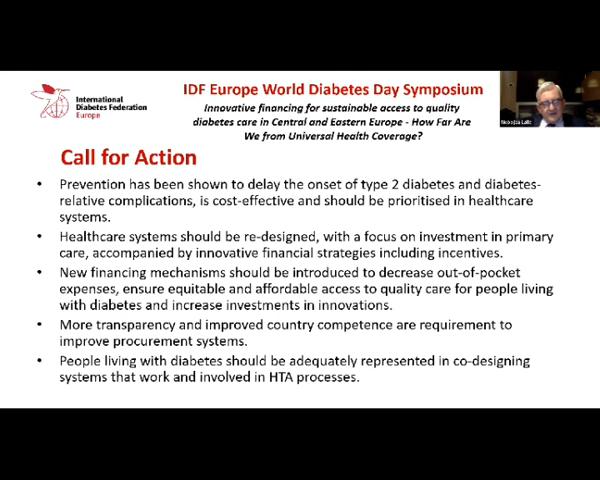 International
Diabetes Federation
Europe
IDF Europe World Diabetes Day Symposium
Innovative financing for sustainable access to quality
diabetes care in Central and Eastern Europe - How Far Are
We from Universal Health Coverage?
Nebojsa Lalic
Call for Action
• Prevention has been shown to delay the onset of type 2 diabetes and diabetes-
relative complications, is cost-effective and should be prioritised in healthcare
systems.
• Healthcare systems should be re-designed, with a focus on investment in primary
care, accompanied by innovative financial strategies including incentives.
• New financing mechanisms should be introduced to decrease out-of-pocket
expenses, ensure equitable and affordable access to quality care for people living
with diabetes and increase investments in innovations.
• More transparency and improved country competence are requirement to
improve procurement systems.
• People living with diabetes should be adequately represented in co-designing
systems that work and involved in HTA processes.